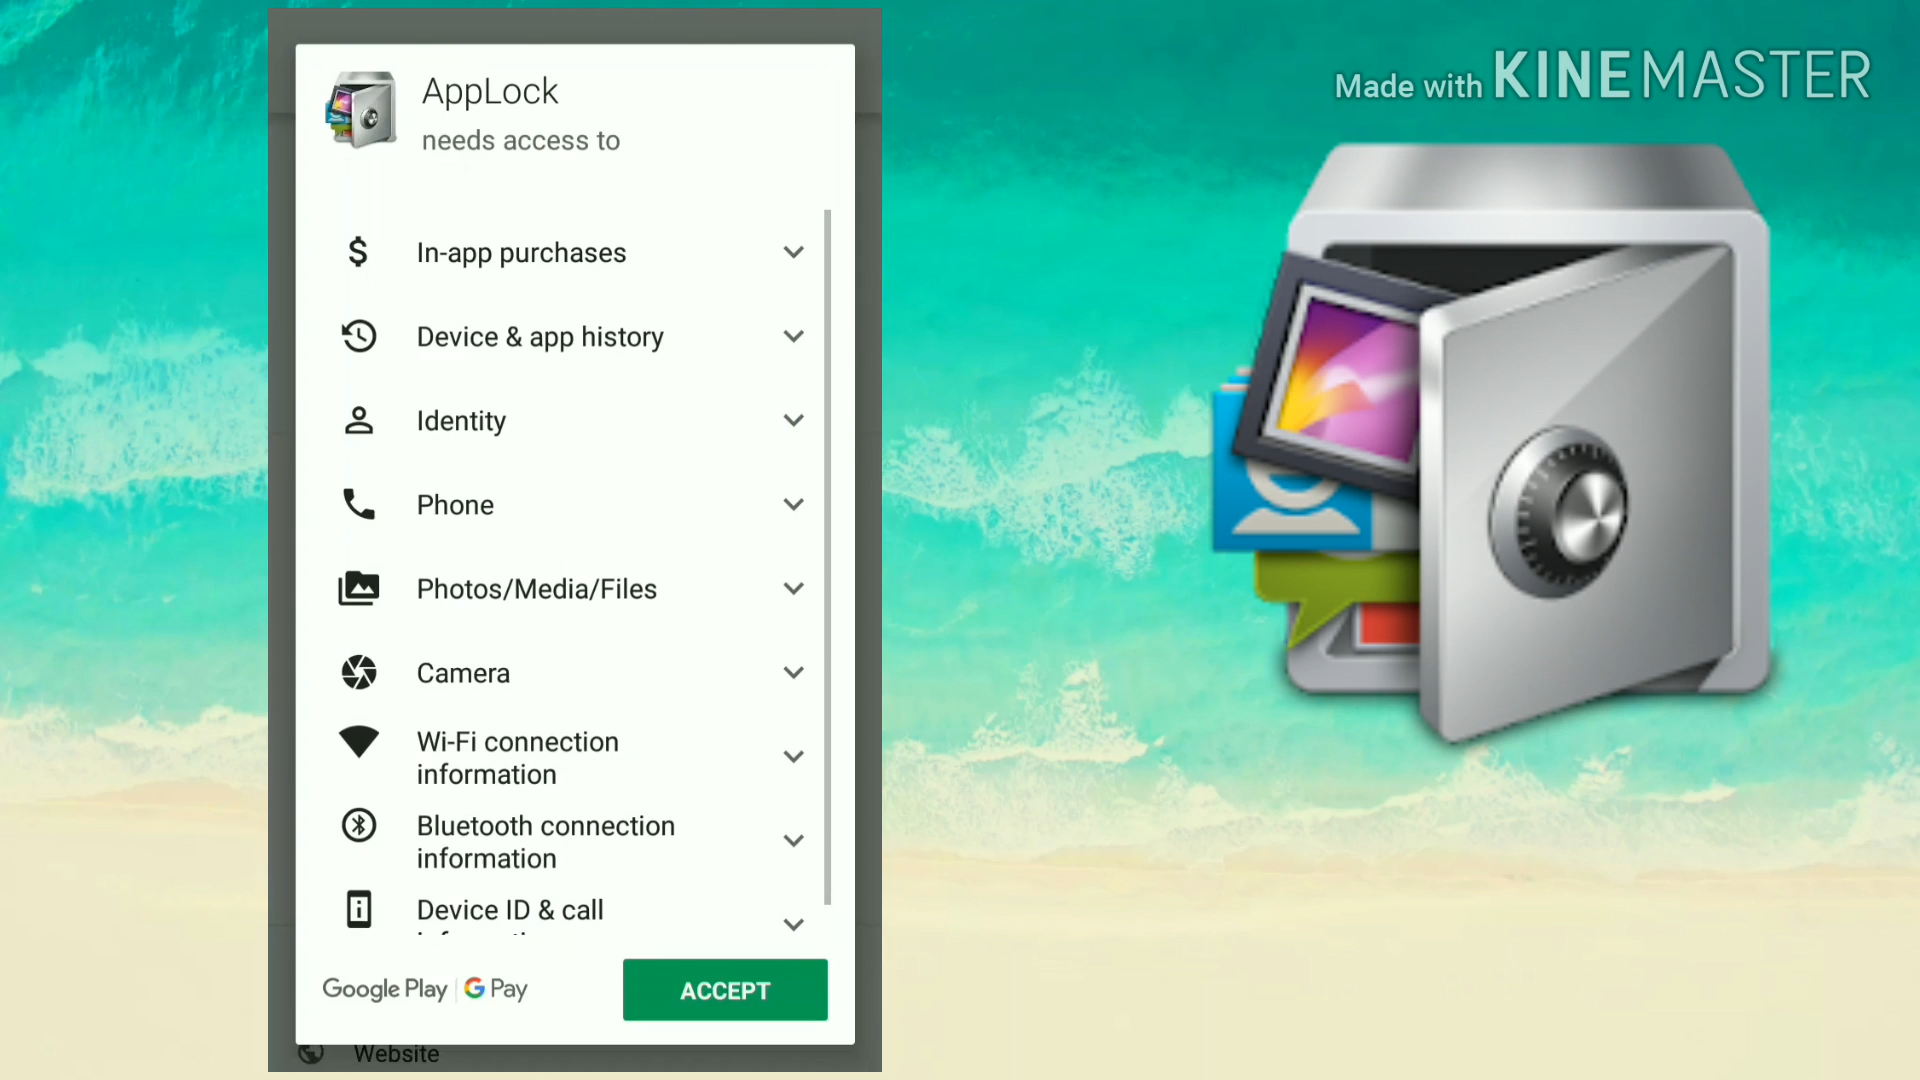 AppLock
needs access to
In-app purchases
Device & app history
Identity
Phone
Photos/Media/Files
Camera
Wi-Fi connection
information
Bluetooth connection
information
Device ID & call
Google Play | G Pay
ACCEPT
Website
Made with KINEMASTER